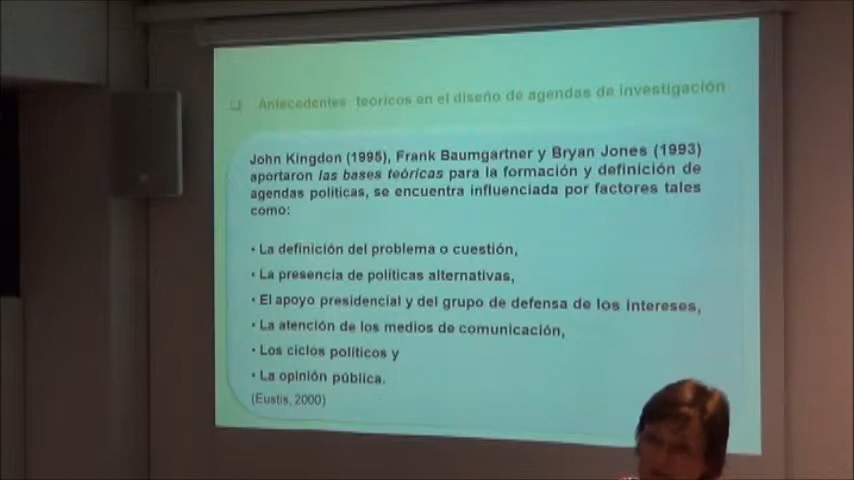 ❑ Antecedentes teóricos en el diseño de agendas de investigación
John Kingdon (1995), Frank Baumgartner y Bryan Jones (1993)
aportaron las bases teóricas para la formación y definición de
agendas políticas, se encuentra influenciada por factores tales
como:
• La definición del problema o cuestión,
• La presencia de políticas alternativas,
• El apoyo presidencial y del grupo de defensa de los intereses,
• La atención de los medios de comunicación,
• Los ciclos políticos y
• La opinión pública.
(Eustis, 2000)